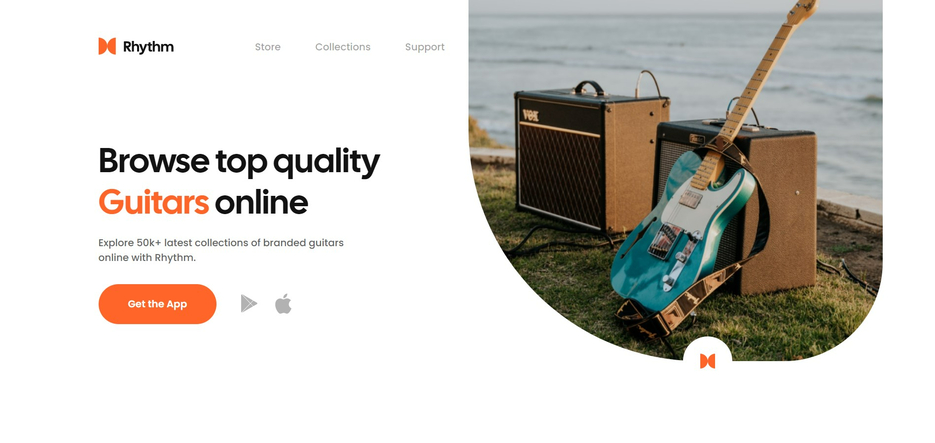 Rhythm
Store
Collections
Support
Browse top quality
Guitars online
Explore 50k+ latest collections of branded guitars
online with Rhythm.
Get the App
VOX